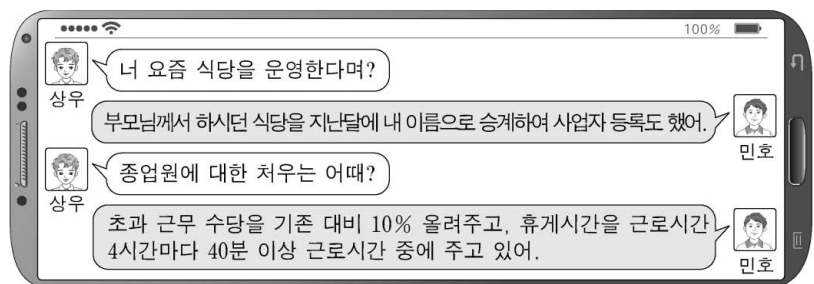 100%
너 요즘 식당을 운영한다며?
상우
부모님께서 하시던 식당을 지난달에 내 이름으로 승계하여 사업자 등록도 했어.
민호
종업원에 대한 처우는 어때?
상우
초과 근무 수당을 기존 대비 10% 올려주고, 휴게시간을 근로시간
4시간마다 40분 이상 근로시간 중에 주고 있어.
민호